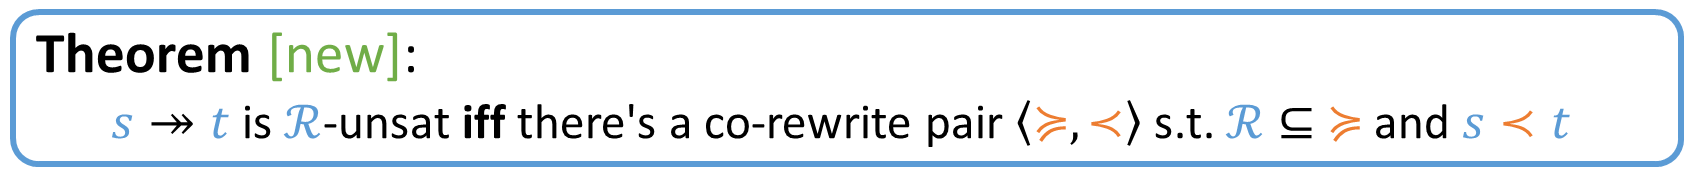 Theorem [new]:
s ↠ t is ℛ-unsat iff there's a co-rewrite pair ⟨≽, ≺⟩ s.t. ℛ ⊆ ≽ and s ≺ t